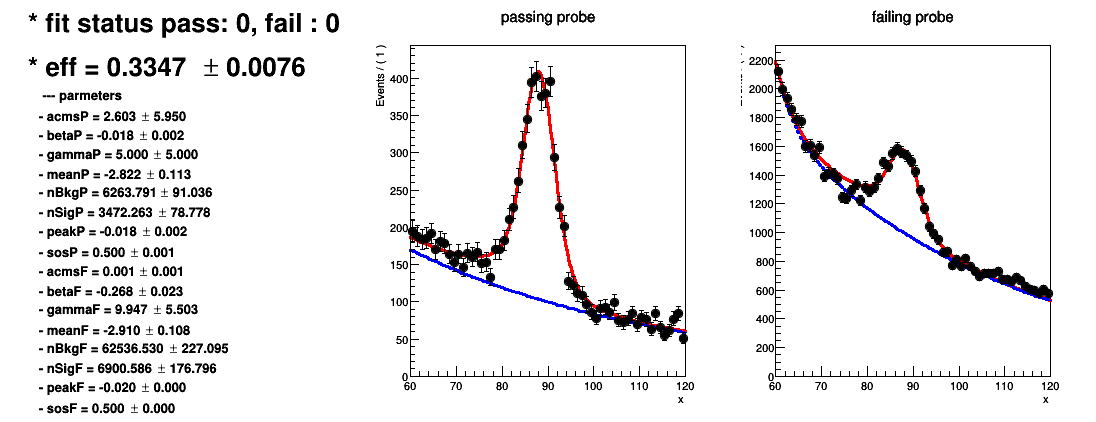 * fit status pass: 0, fail : 0
* eff = 0.3347 ± 0.0076
--- parmeters
- acmsP = 2.603 ± 5.950
- betaP = -0.018 ± 0.002
- gammaP = 5.000 ± 5.000
- meanP = -2.822 ± 0.113
- nBkgP = 6263.791 ± 91.036
- nSigP = 3472.263 ± 78.778
- peakP = -0.018 ± 0.002
- sosP = 0.500 ± 0.001
- acmsF = 0.001 ± 0.001
- betaF = -0.268 ± 0.023
- gammaF = 9.947 ± 5.503
- meanF = -2.910 ± 0.108
- nBkgF = 62536.530 ± 227.095
- nSigF = 6900.586 ± 176.796
- peakF = -0.020 ± 0.000
- sosF = 0.500 ± 0.000
passing probe
Events / ( 1 )
400
350
300
250
200
150
100
50
0
60 70 80 90 100 110 120
x
failing probe
2200
2000
1800
1600
1400
1200
1000
800
600
400
200
0
60 70 80 90 100 110 120
x